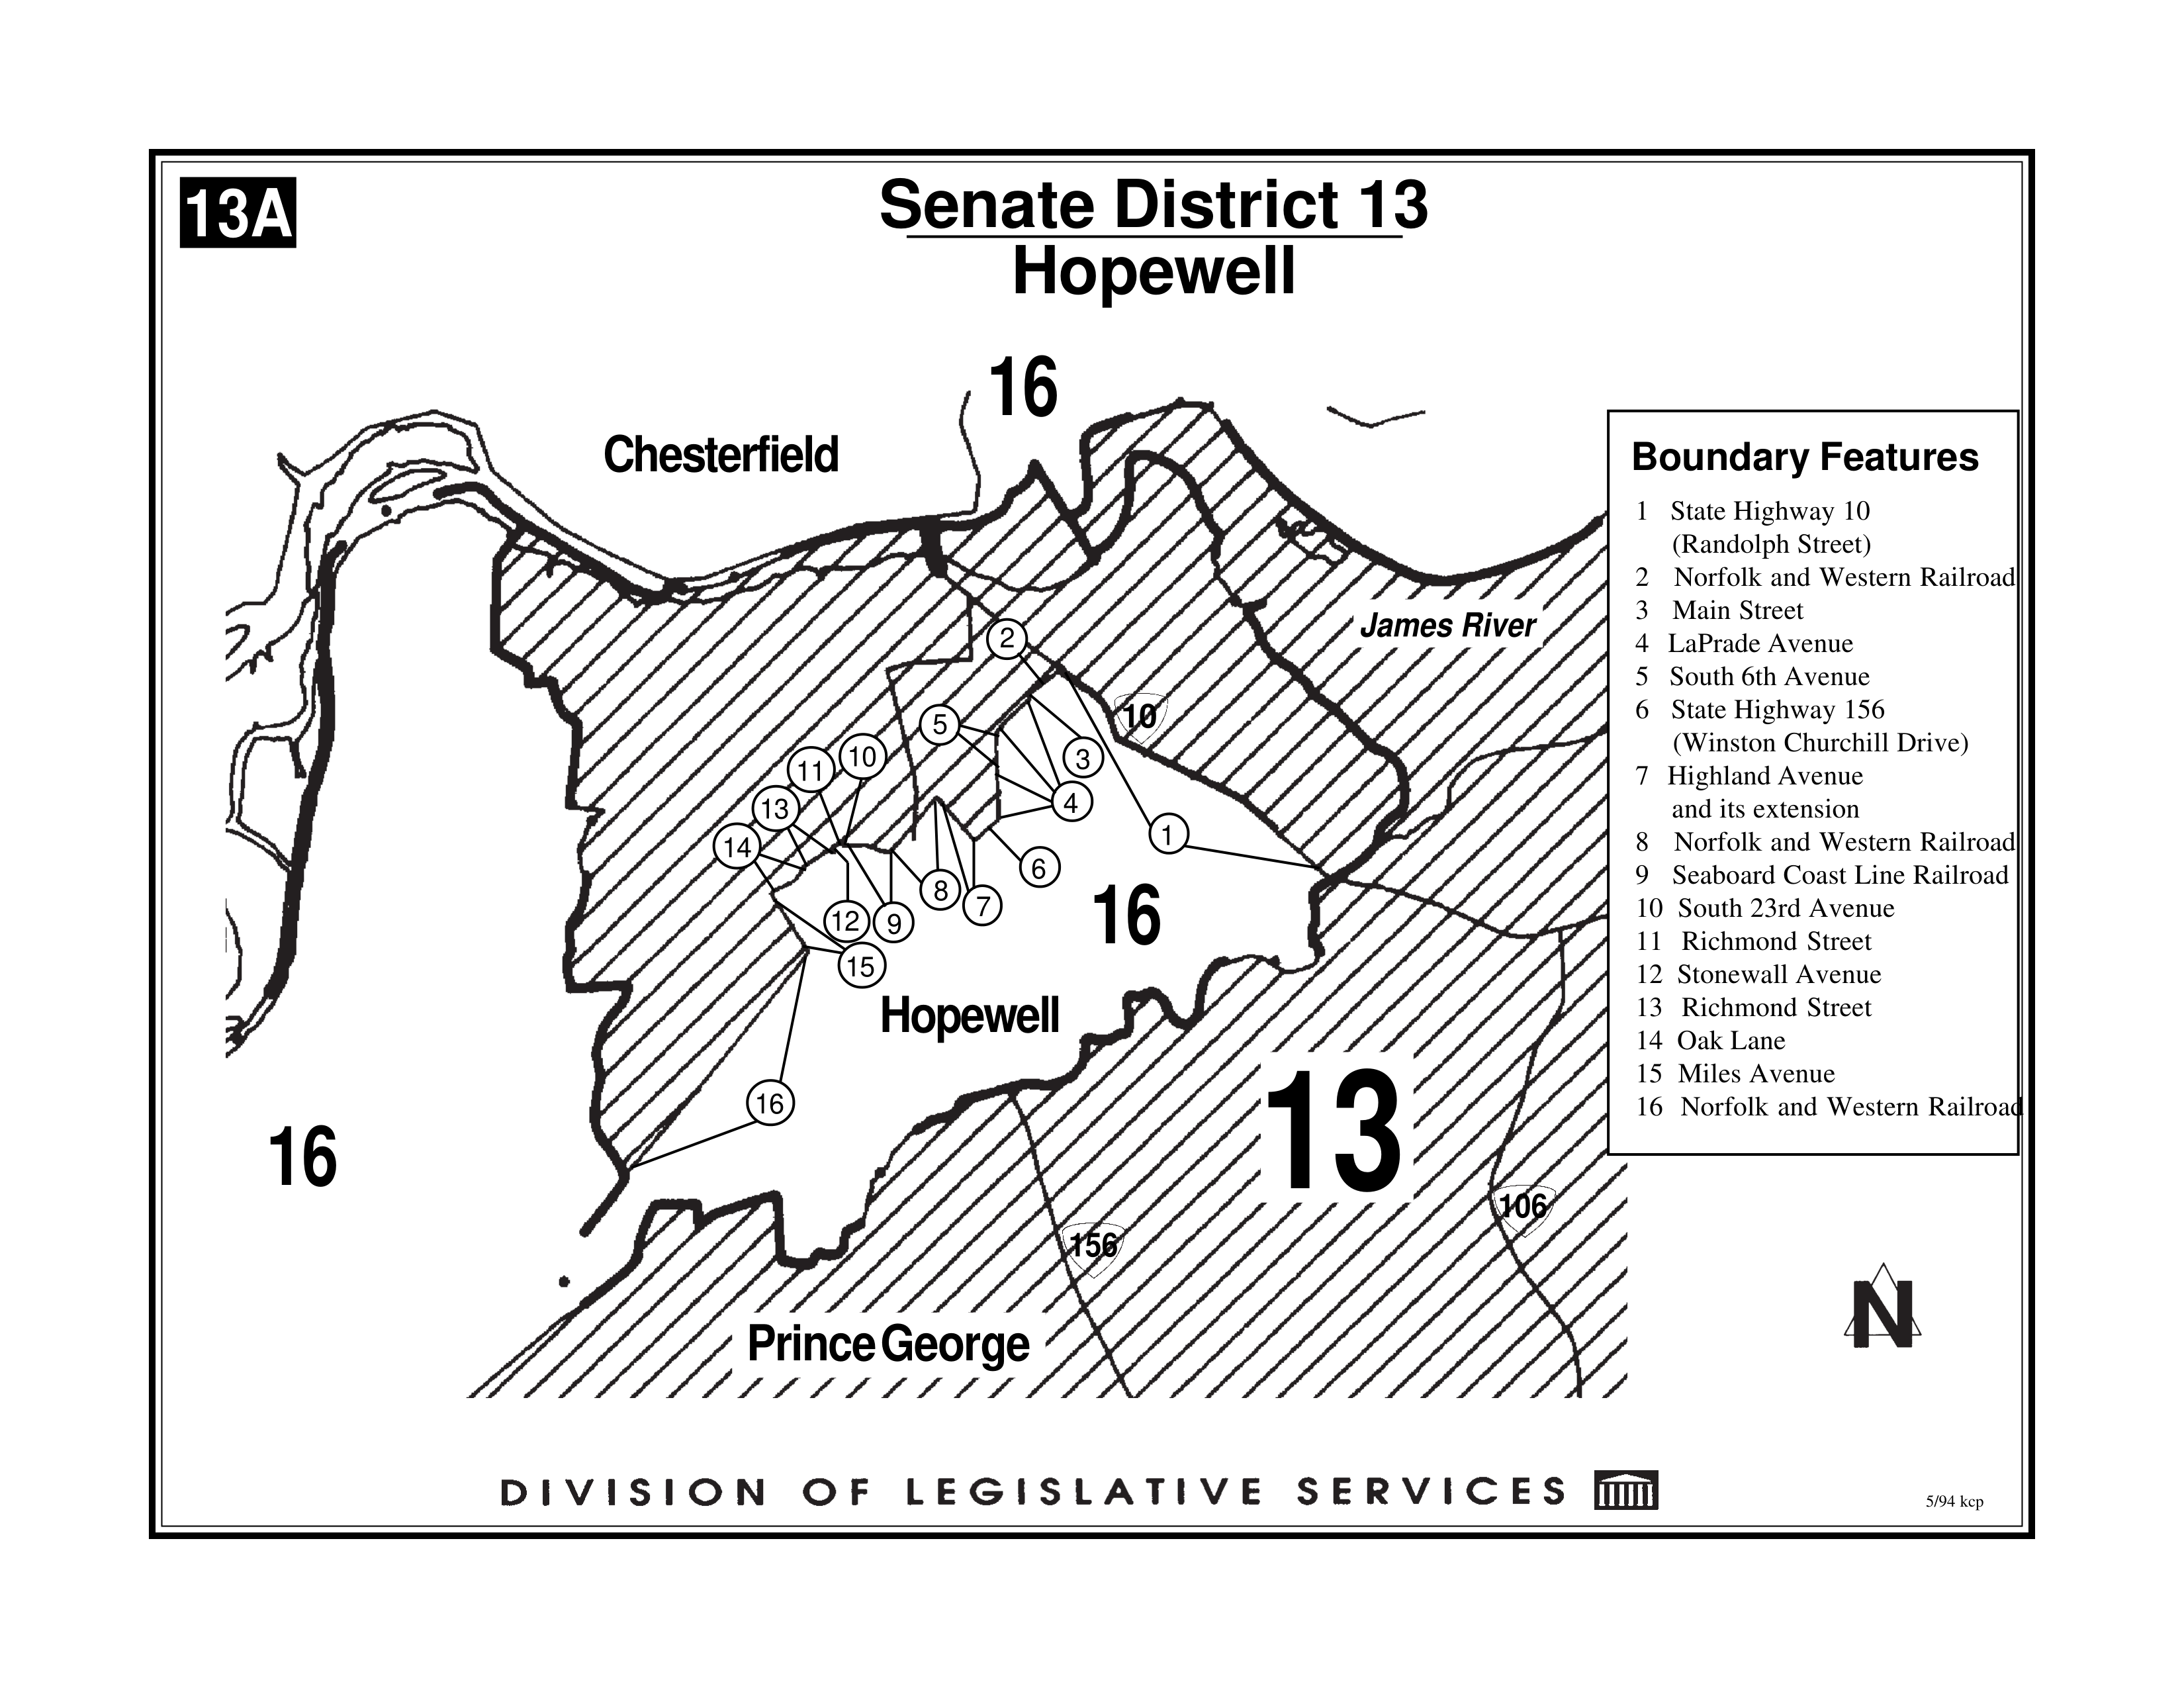 13A
Senate District 13
Hopewell
16
Chesterfield
James River
2
10
5
3
10
11
4
13
1
14
6
8
7
16
12
9
15
Hopewell
13
16
16
106
156
Prince George
Boundary Features
1 State Highway 10
(Randolph Street)
2 Norfolk and Western Railroad
3 Main Street
4 LaPrade Avenue
5 South 6th Avenue
6 State Highway 156
(Winston Churchill Drive)
7 Highland Avenue
and its extension
8 Norfolk and Western Railroad
9 Seaboard Coast Line Railroad
10 South 23rd Avenue
11 Richmond Street
12 Stonewall Avenue
13 Richmond Street
14 Oak Lane
15 Miles Avenue
16 Norfolk and Western Railroad
N
DIVISION OF LEGISLATIVE SERVICES
5/94 kcp